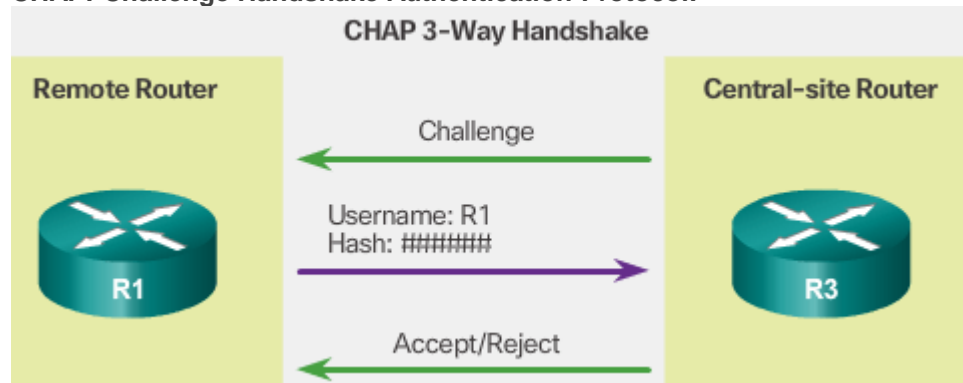 CHAP 3-Way Handshake
Remote Router
Central-site Router
Challenge
Username: R1
Hash: #######
R1
R3
Accept/Reject